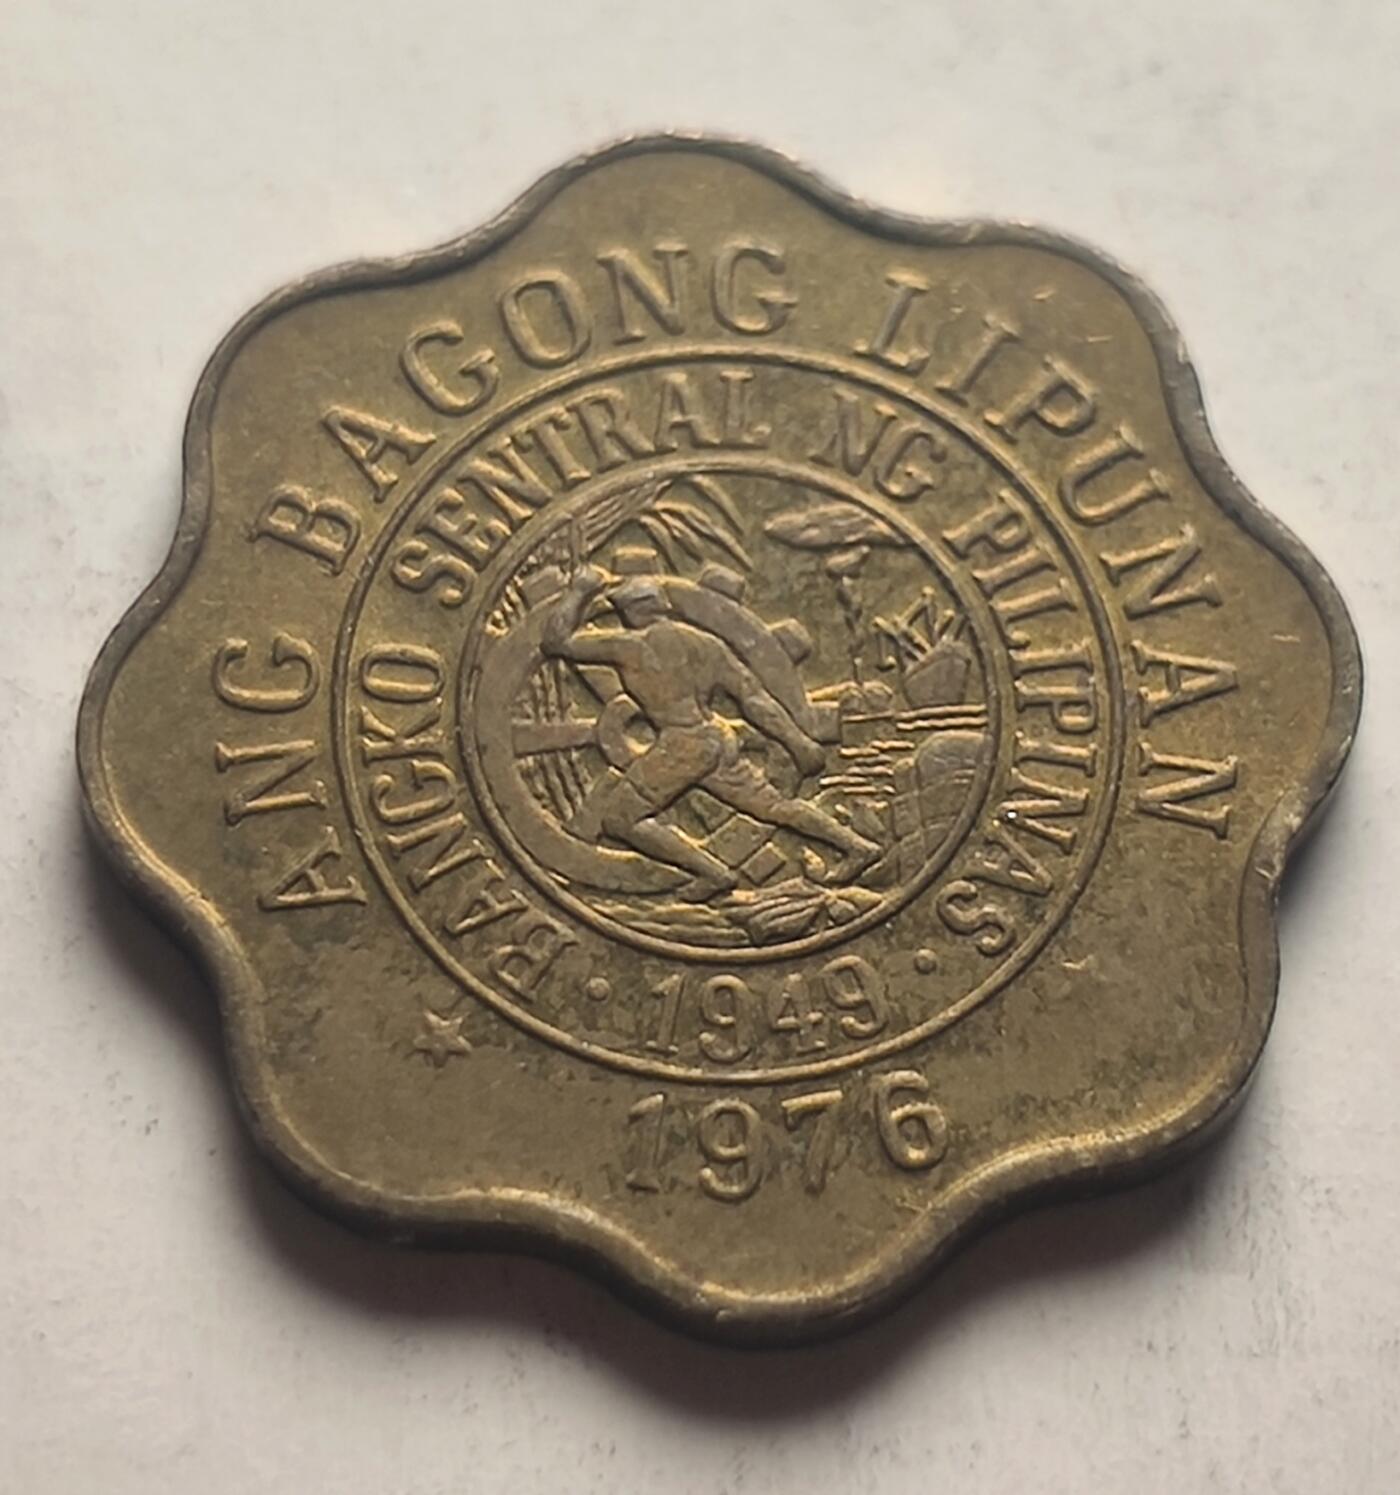 ANG BAGONG LIPUNAN
BANGKO SENTRAL NG PILIPINAS
· 1949 ·
1976